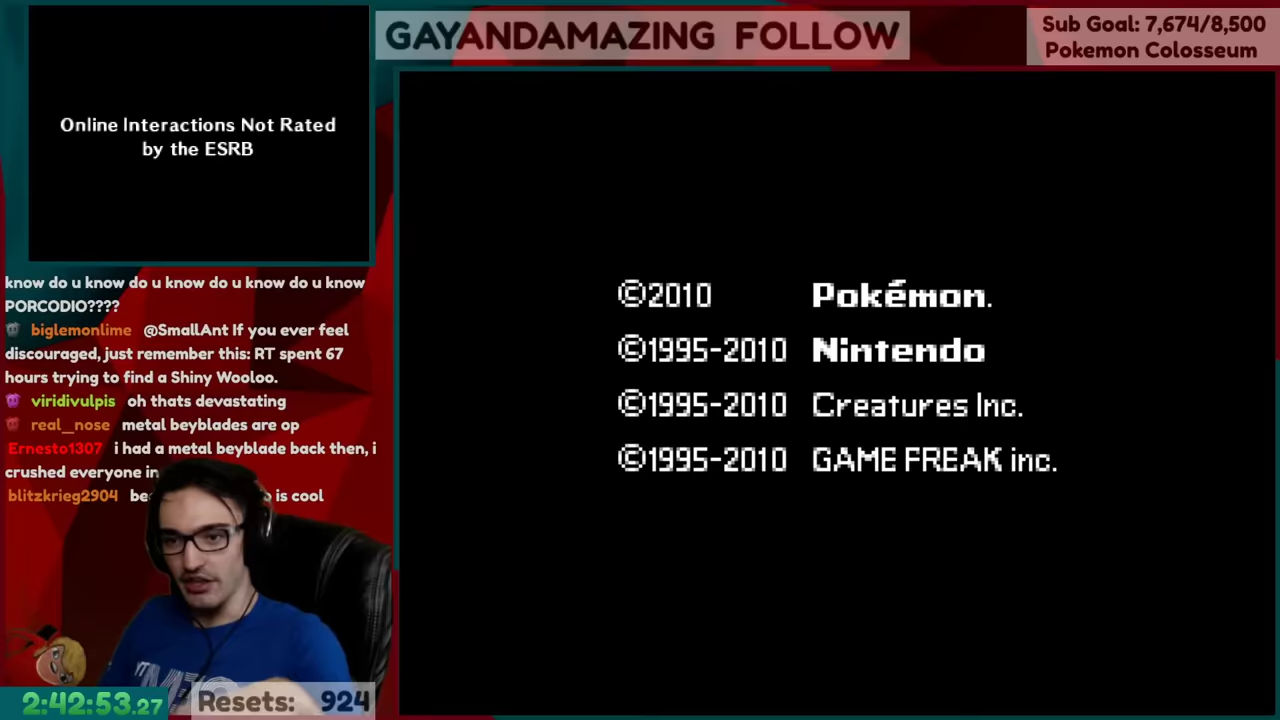 GAYANDAMAZING FOLLOW
Sub Goal: 7,674/8,500
Pokemon Colosseum
Online Interactions Not Rated
by the ESRB
©2010 Pokémon.
©1995-2010 Nintendo
©1995-2010 Creatures Inc.
©1995-2010 GAME FREAK inc.
know do u know do u know do u know do u know
PORCODIO????
biglemonlime @SmallAnt If you ever feel
discouraged, just remember this: RT spent 67
hours trying to find a Shiny Wooloo.
viridivulpis oh thats devastating
real_nose metal beyblades are op
Ernesto1307 i had a metal beyblade back then, i
crushed everyone in
blitzkrieg2904 is cool
2:42:53.27
Resets: 924